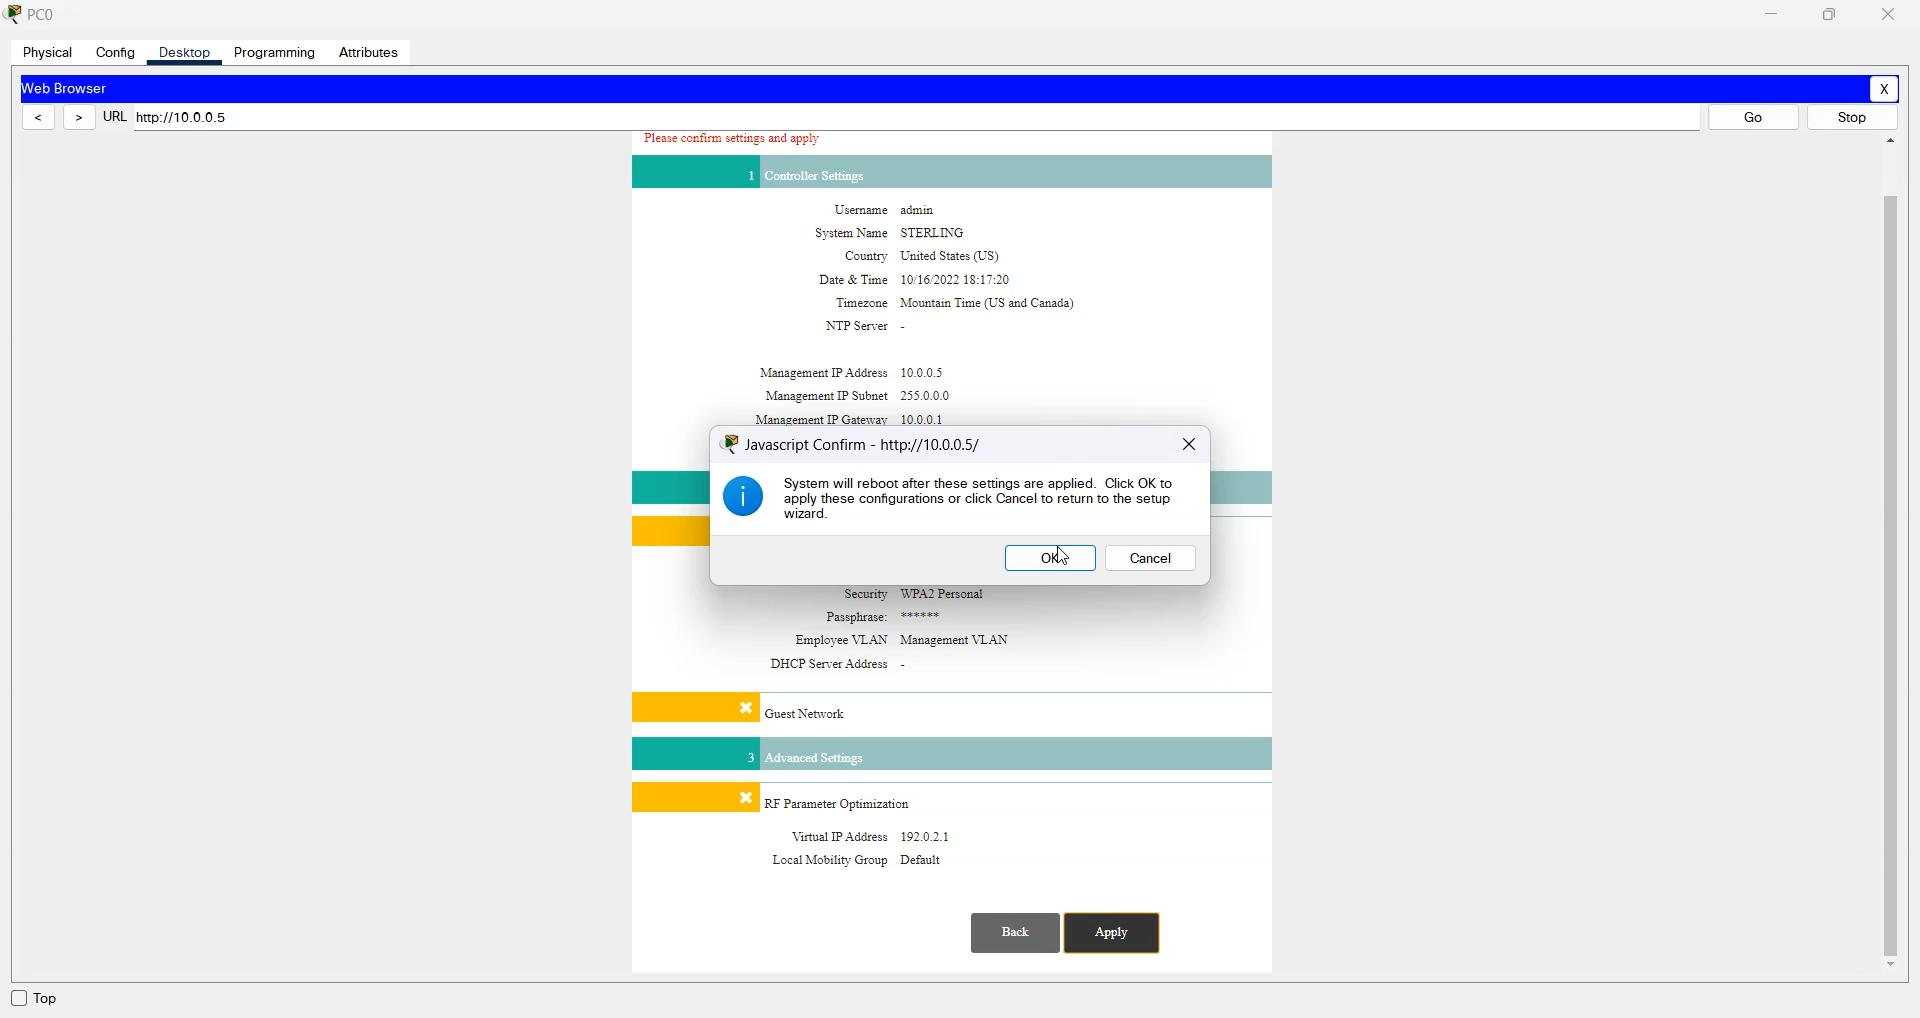 PC0
Physical Config Desktop Programming Attributes
Web Browser X
< > URL http://10.0.0.5 Go Stop
Please confirm settings and apply
1 Controller Settings
Username admin
System Name STERLING
Country United States (US)
Date & Time 10/16/2022 18:17:20
Timezone Mountain Time (US and Canada)
NTP Server -
Management IP Address 10.0.0.5
Management IP Subnet 255.0.0.0
Management IP Gateway 10.0.0.1
Javascript Confirm - http://10.0.0.5/
System will reboot after these settings are applied. Click OK to
apply these configurations or click Cancel to return to the setup
wizard.
OK Cancel
Security WPA2 Personal
Passphrase: ******
Employee VLAN Management VLAN
DHCP Server Address -
Guest Network
3 Advanced Settings
RF Parameter Optimization
Virtual IP Address 192.0.2.1
Local Mobility Group Default
Back Apply
Top